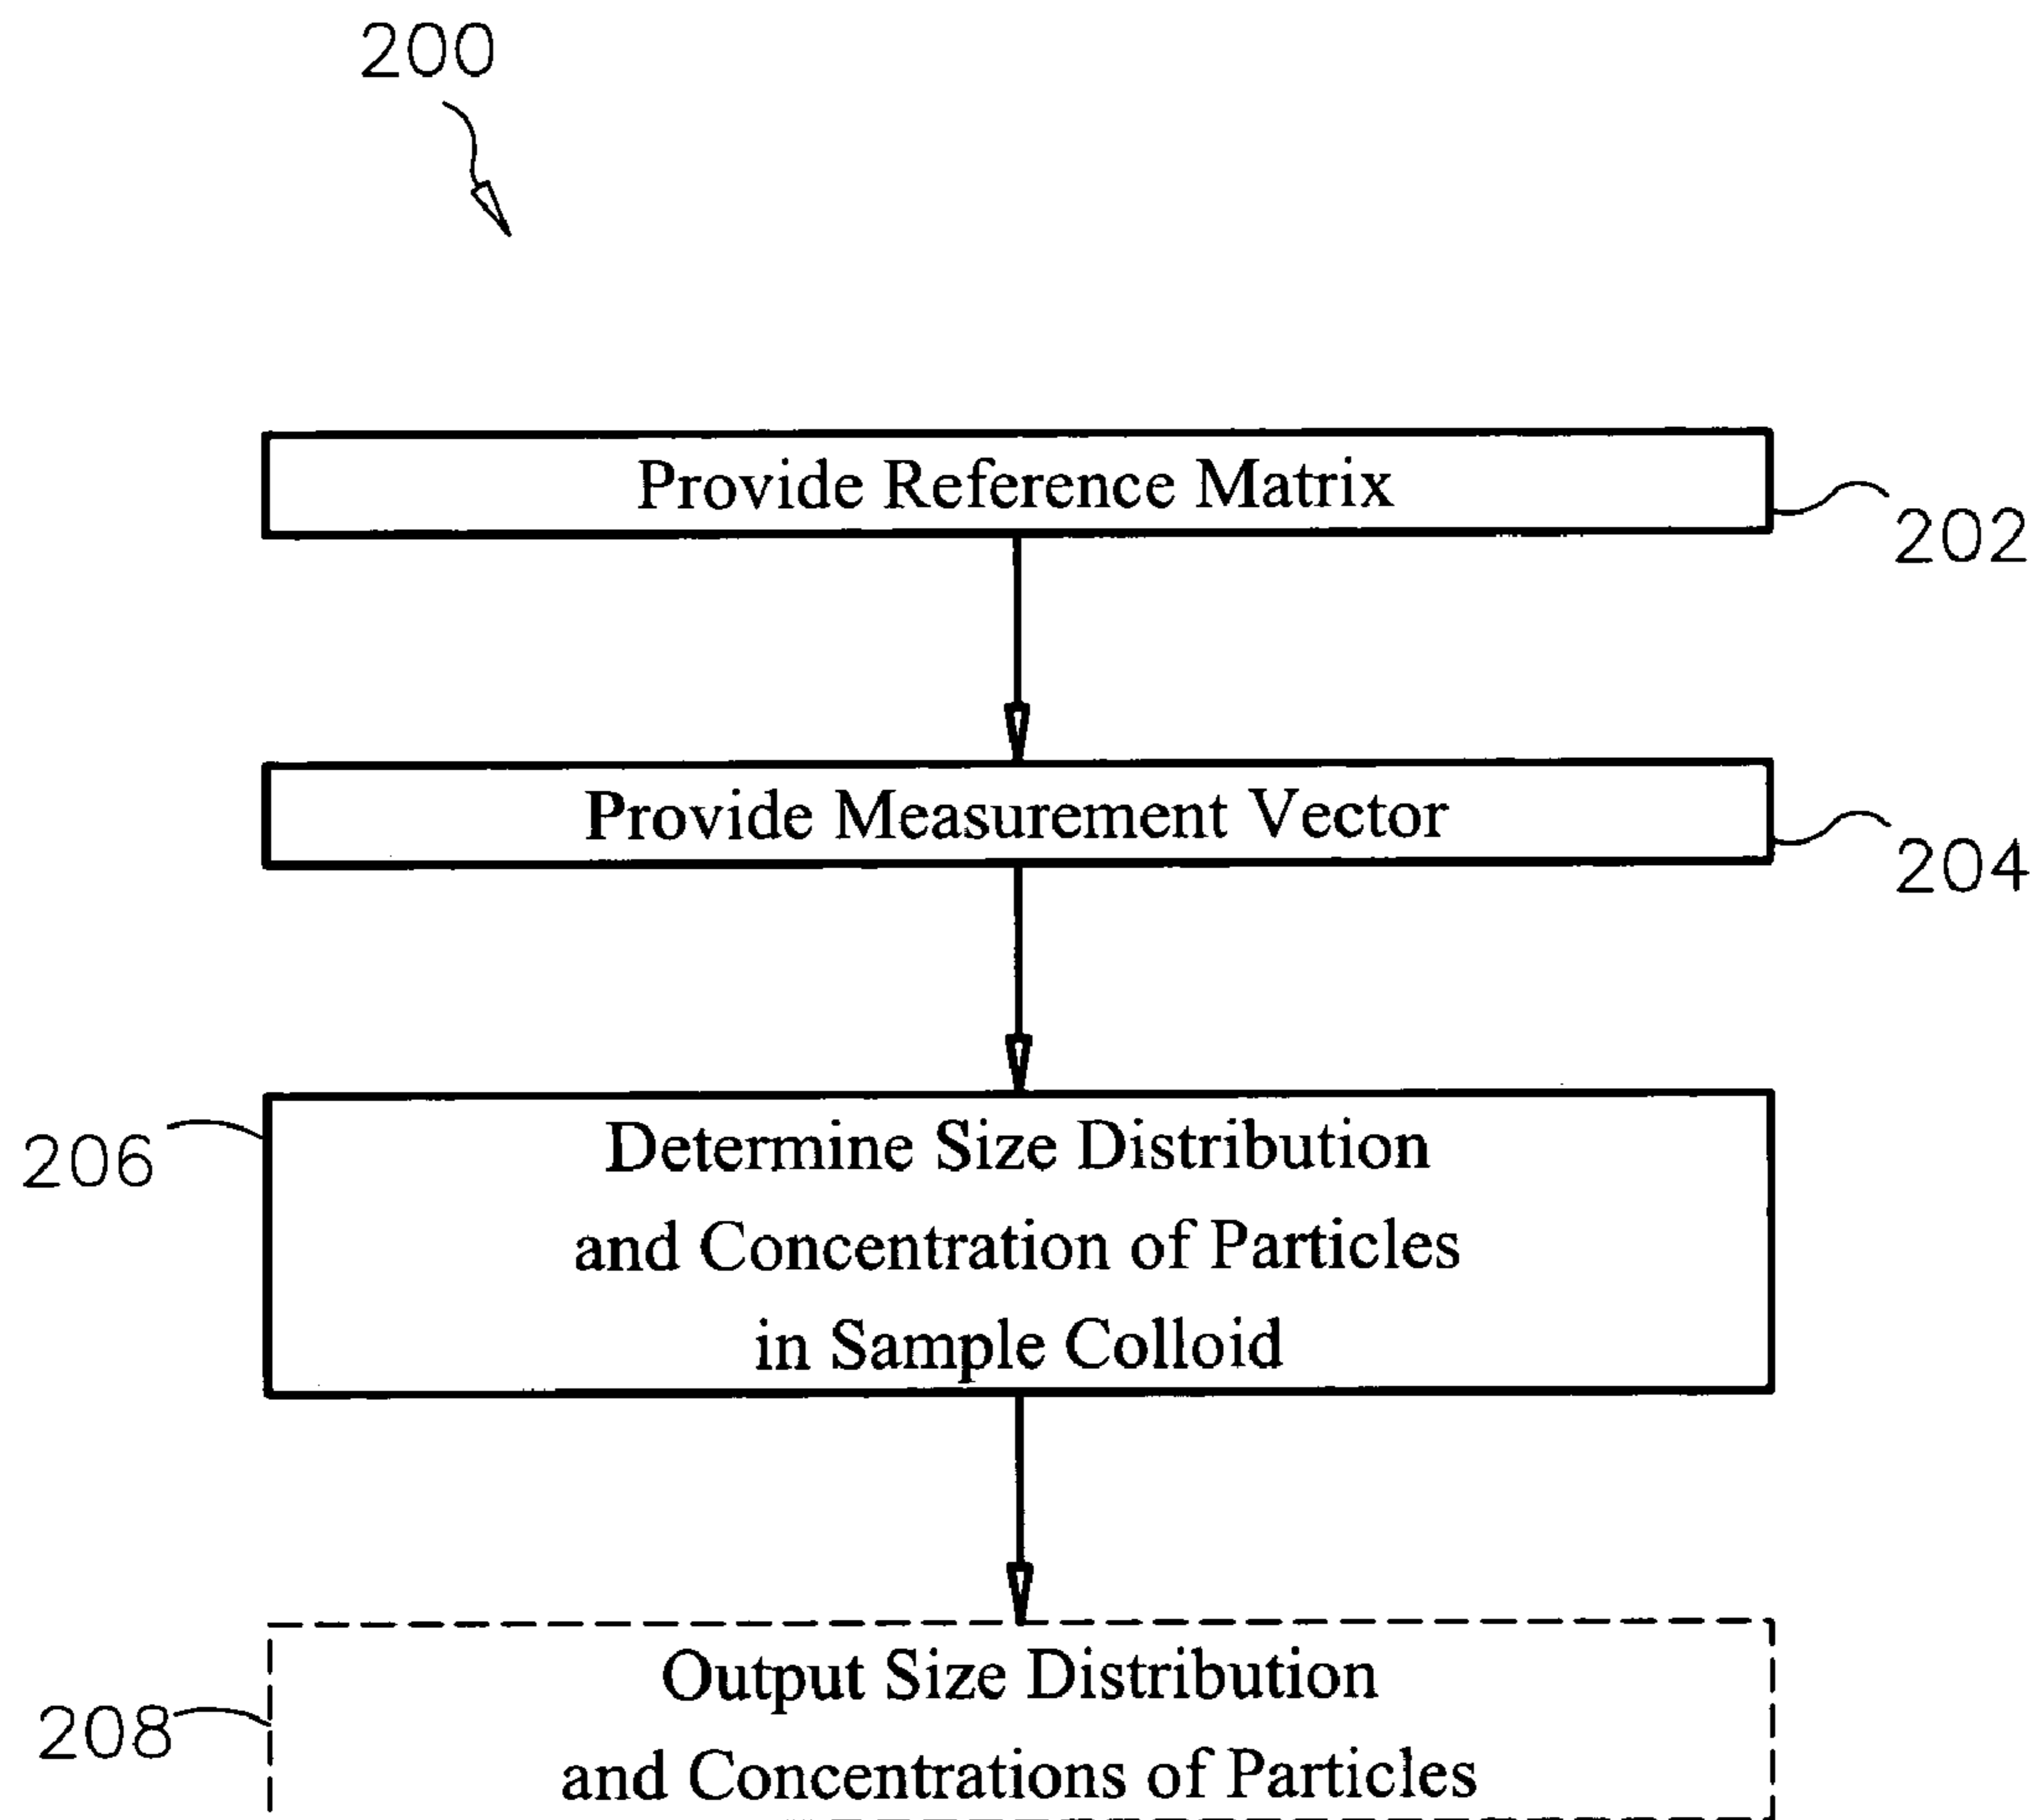 200
Provide Reference Matrix
202
Provide Measurement Vector
204
206
Determine Size Distribution
and Concentration of Particles
in Sample Colloid
208
Output Size Distribution
and Concentrations of Particles